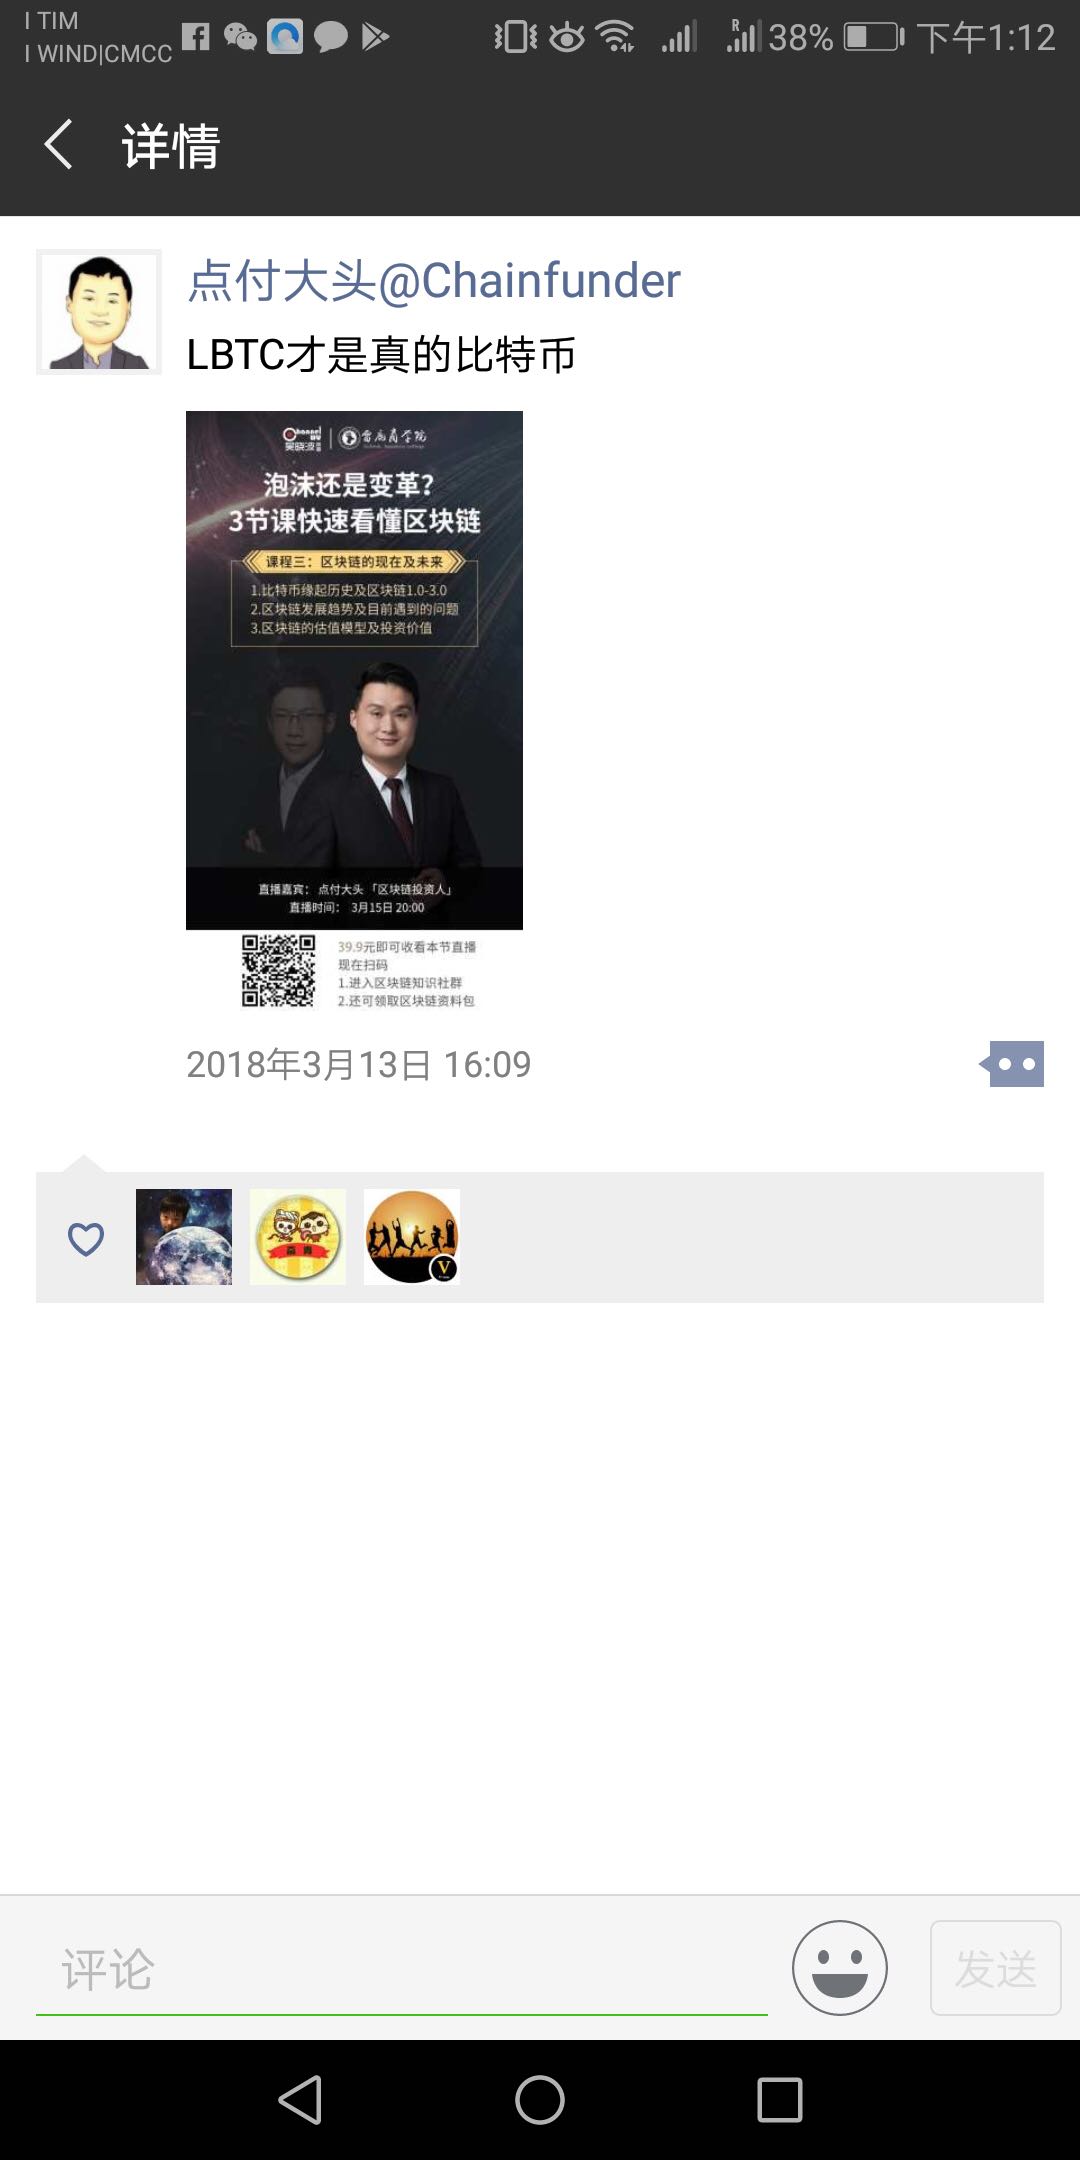 I TIM
I WIND|CMCC
38%
下午1:12
详情
点付大头@Chainfunder
LBTC才是真的比特币
Channel
吴晓波
商学院
泡沫还是变革?
3节课快速看懂区块链
课程三：区块链的现在及未来
1.比特币缘起历史及区块链1.0-3.0
2.区块链发展趋势及目前遇到的问题
3.区块链的估值模型及投资价值
直播嘉宾：点付大头「区块链投资人」
直播时间： 3月15日 20:00
39.9元即可收看本节直播
现在扫码
1.进入区块链知识社群
2.还可领取区块链资料包
2018年3月13日 16:09
V
评论
发送